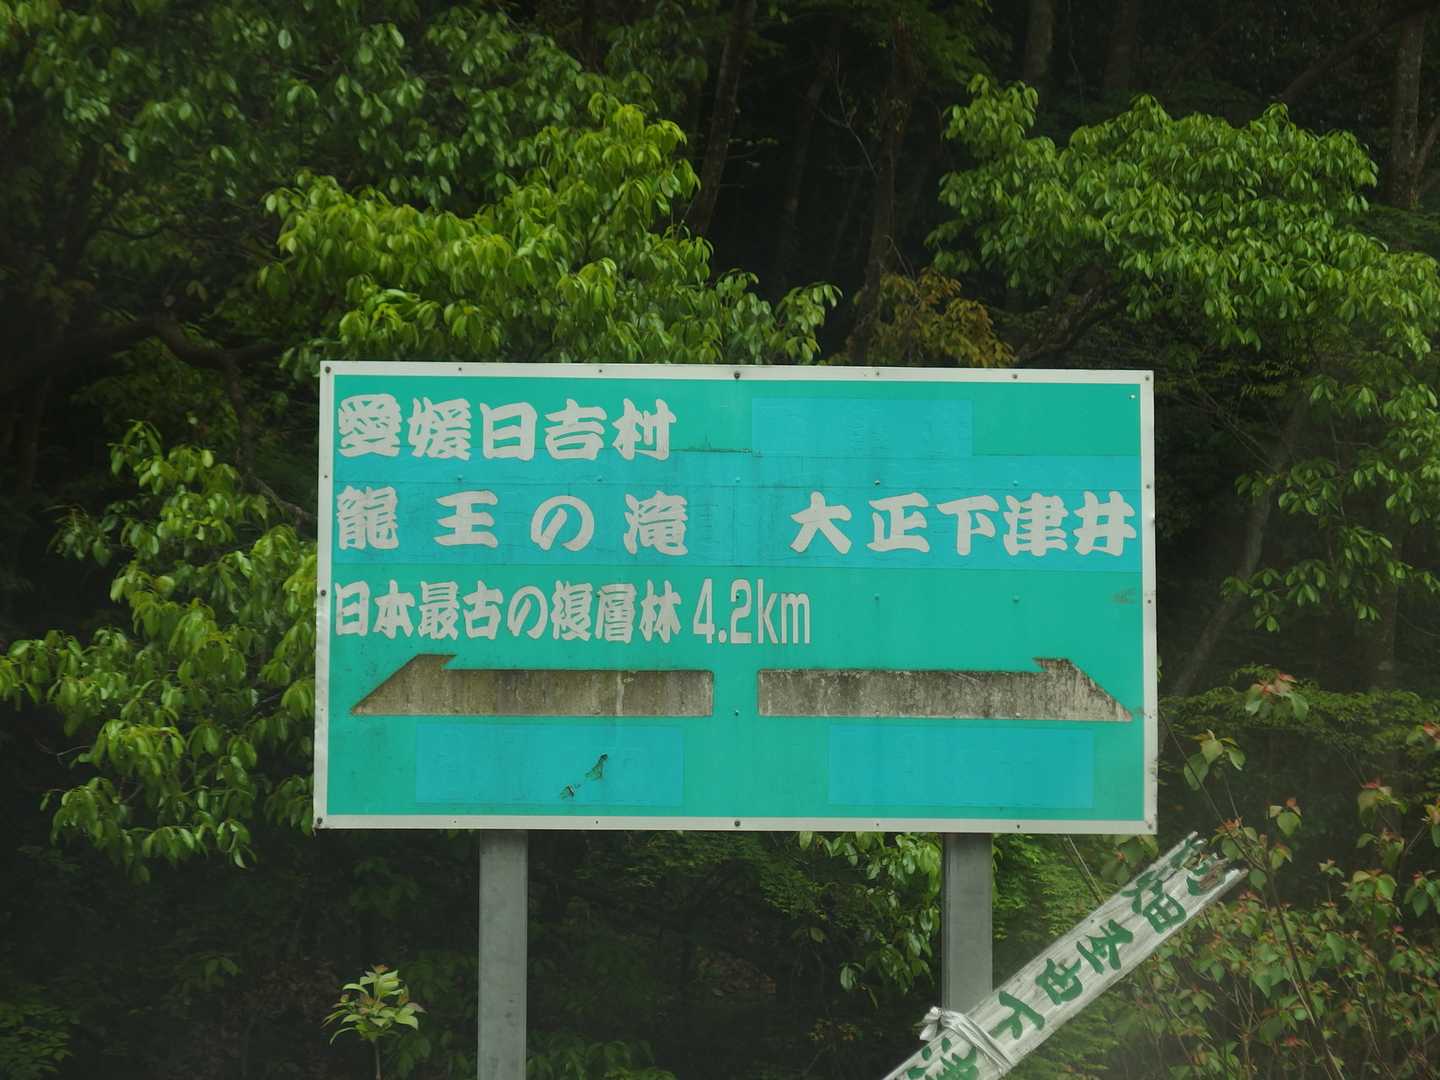 愛媛日吉村
龍王の滝 大正下津井
日本最古の複層林 4.2km